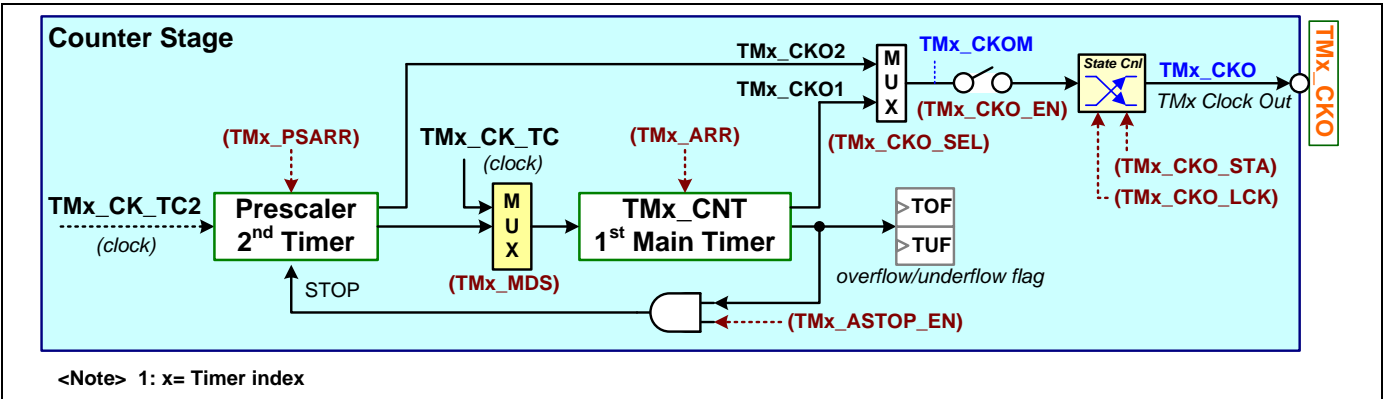 Counter Stage
TMx_CKO2
TMx_CKO1
M
U
X
TMx_CKOM
(TMx_CKO_EN)
(TMx_CKO_SEL)
State Cnl
TMx_CKO
TMx Clock Out
TMx_CKO
(TMx_CKO_STA)
(TMx_CKO_LCK)
(TMx_PSARR)
TMx_CK_TC
(clock)
(TMx_ARR)
TMx_CK_TC2
(clock)
Prescaler
2nd Timer
M
U
X
(TMx_MDS)
TMx_CNT
1st Main Timer
TOF
TUF
overflow/underflow flag
STOP
(TMx_ASTOP_EN)
<Note> 1: x= Timer index